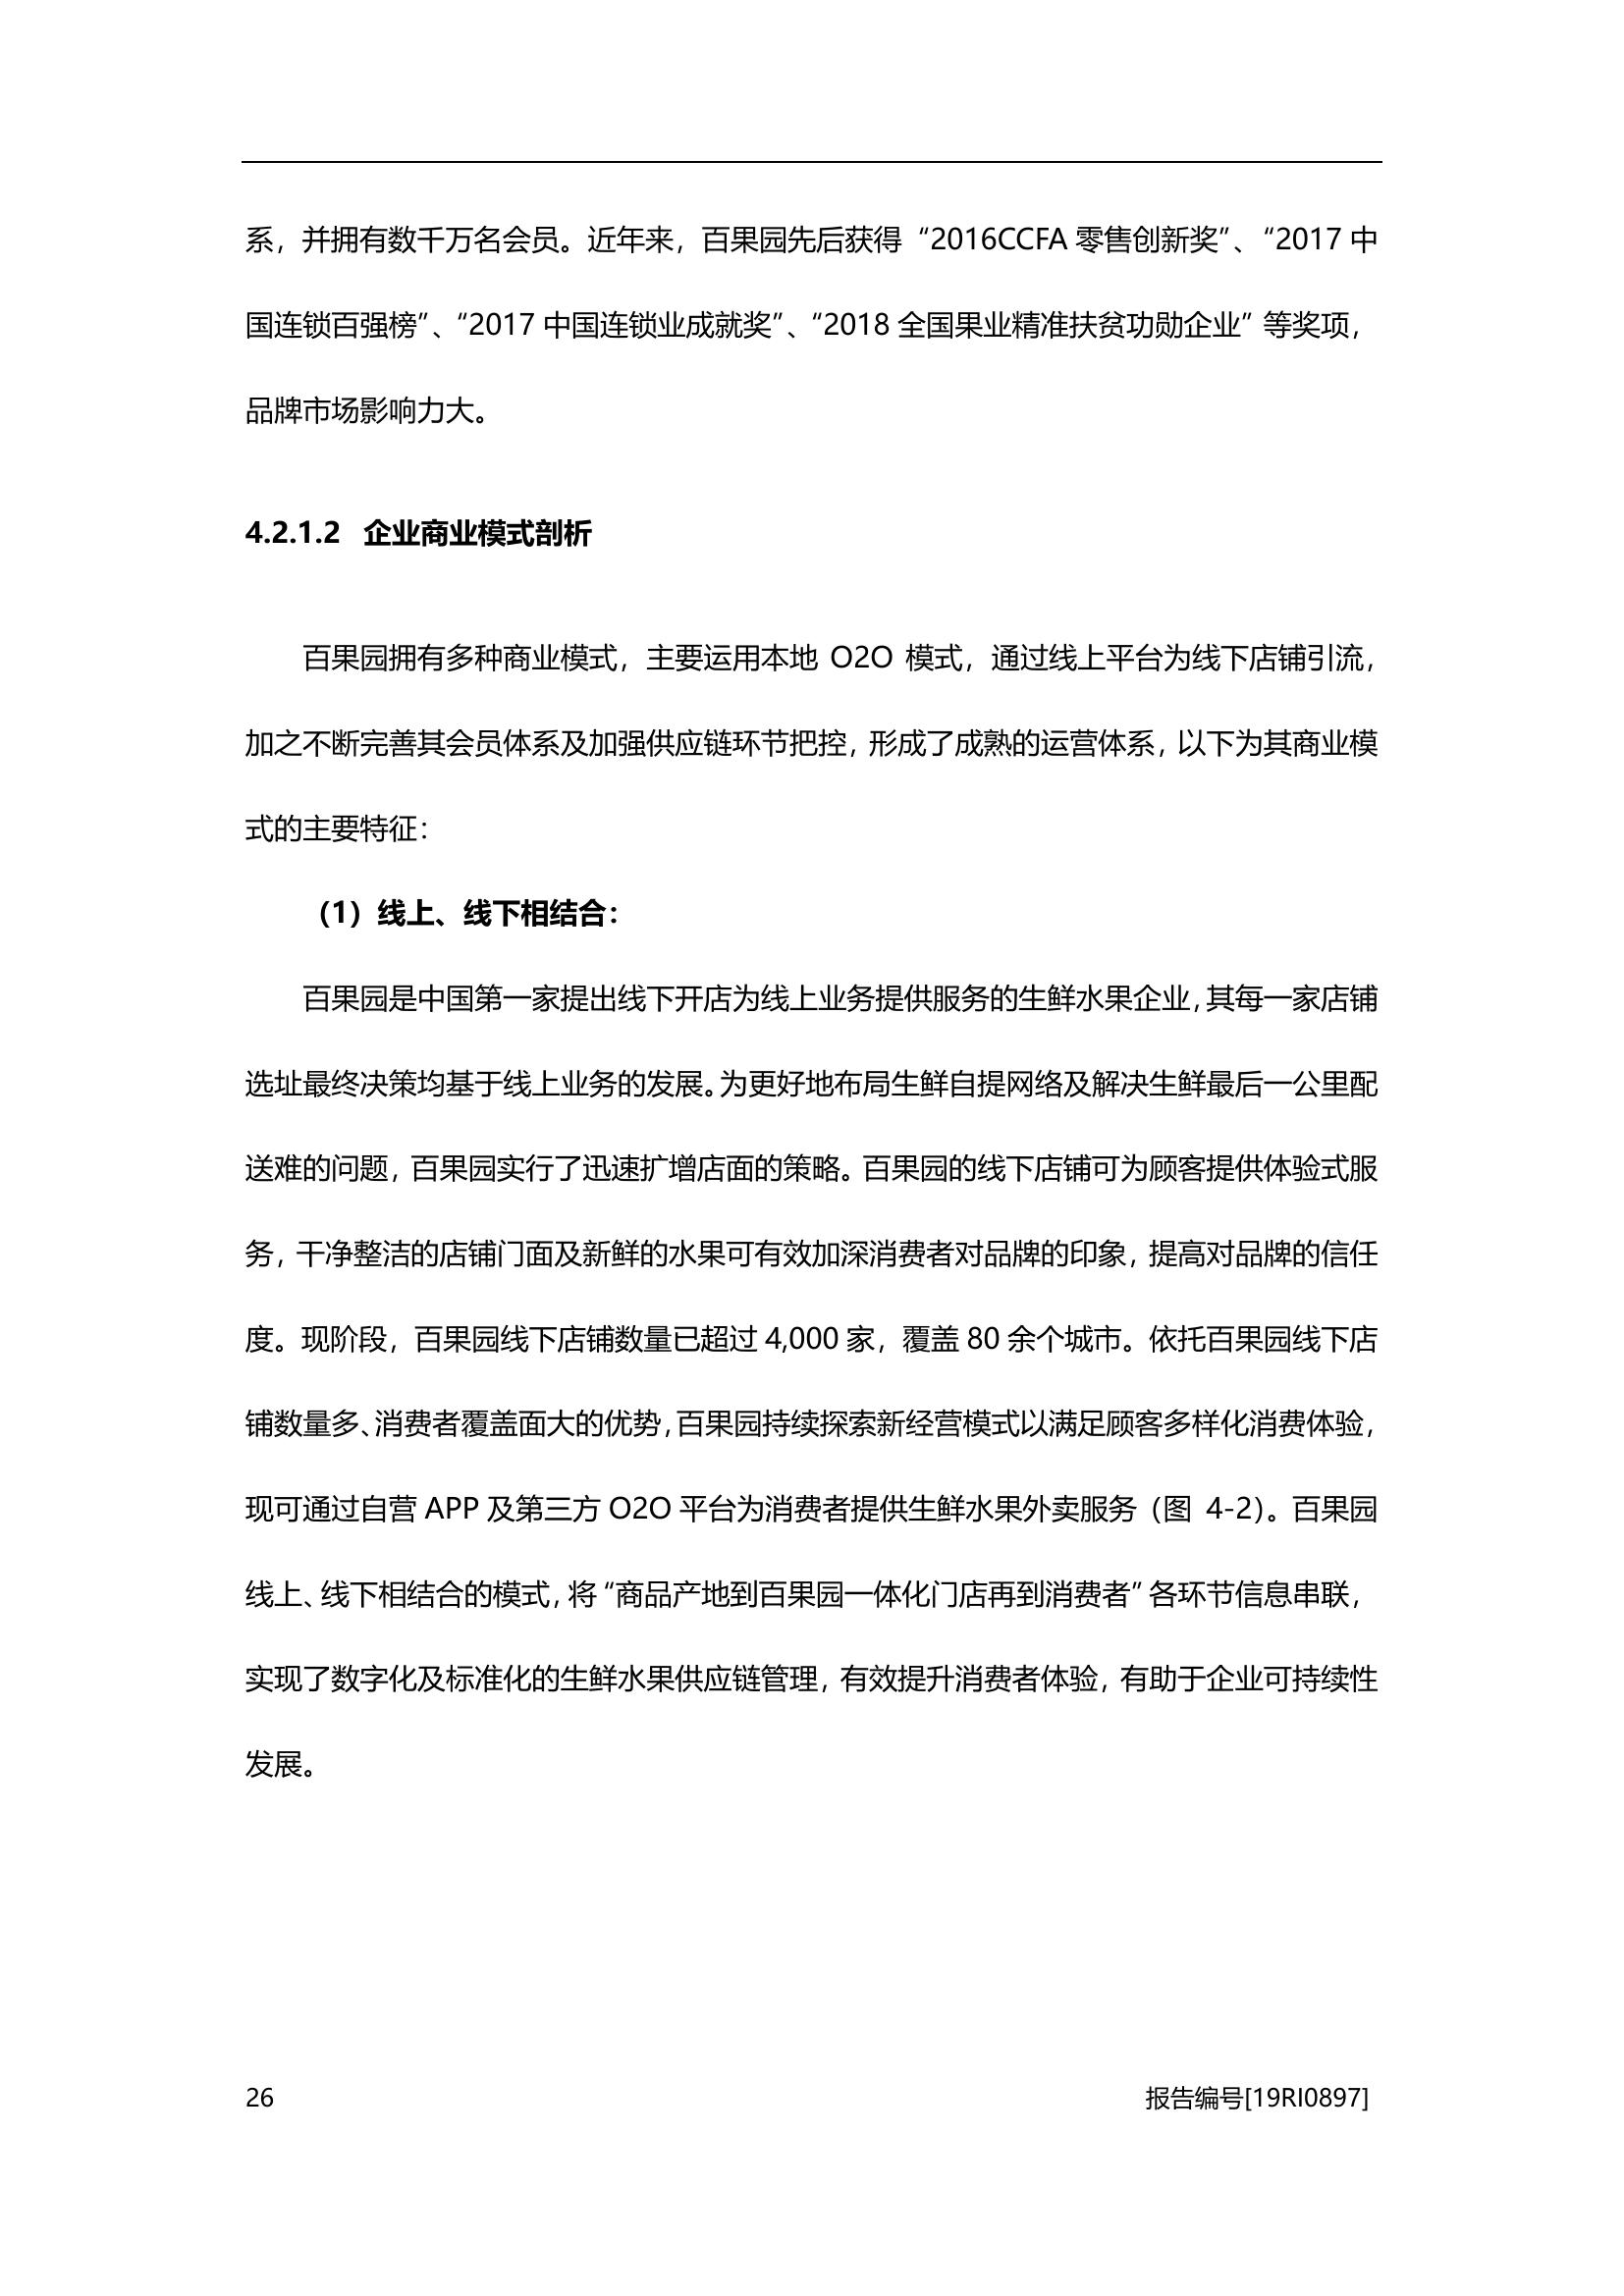 系，并拥有数千万名会员。近年来，百果园先后获得“2016CCFA 零售创新奖”、“2017 中
国连锁百强榜”、“2017 中国连锁业成就奖”、“2018 全国果业精准扶贫功勋企业”等奖项，
品牌市场影响力大。
4.2.1.2 企业商业模式剖析
百果园拥有多种商业模式，主要运用本地 O2O 模式，通过线上平台为线下店铺引流，
加之不断完善其会员体系及加强供应链环节把控，形成了成熟的运营体系，以下为其商业模
式的主要特征：
（1）线上、线下相结合：
百果园是中国第一家提出线下开店为线上业务提供服务的生鲜水果企业，其每一家店铺
选址最终决策均基于线上业务的发展。为更好地布局生鲜自提网络及解决生鲜最后一公里配
送难的问题，百果园实行了迅速扩增店面的策略。百果园的线下店铺可为顾客提供体验式服
务，干净整洁的店铺门面及新鲜的水果可有效加深消费者对品牌的印象，提高对品牌的信任
度。现阶段，百果园线下店铺数量已超过 4,000 家，覆盖 80 余个城市。依托百果园线下店
铺数量多、消费者覆盖面大的优势，百果园持续探索新经营模式以满足顾客多样化消费体验，
现可通过自营 APP 及第三方 O2O 平台为消费者提供生鲜水果外卖服务（图 4-2）。百果园
线上、线下相结合的模式，将“商品产地到百果园一体化门店再到消费者”各环节信息串联，
实现了数字化及标准化的生鲜水果供应链管理，有效提升消费者体验，有助于企业可持续性
发展。
26 报告编号[19RI0897]